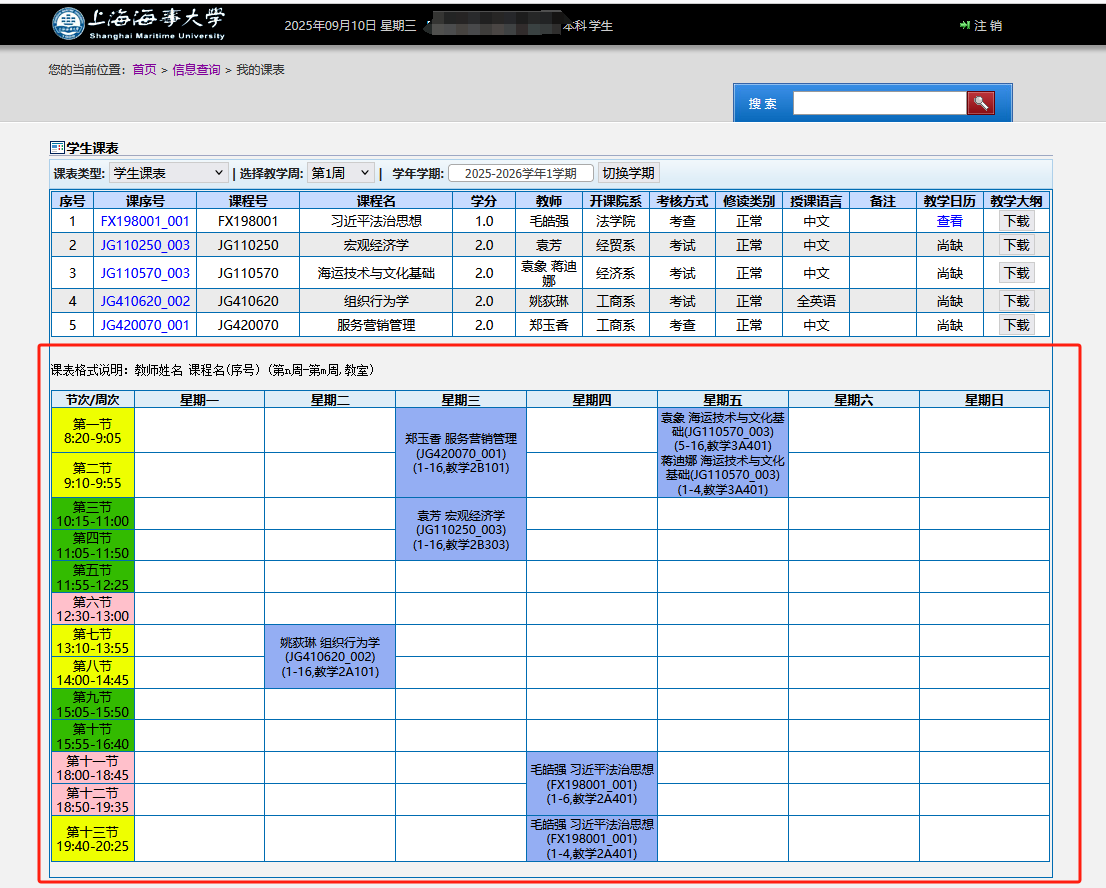 上海海事大学
Shanghai Maritime University
2025年09月10日 星期三
本科学生
注 销
您的当前位置：首页 > 信息查询 > 我的课表
搜 索
学生课表
课表类型: 学生课表 | 选择教学周: 第1周 | 学年学期: 2025-2026学年1学期 切换学期
序号 课序号 课程号 课程名 学分 教师 开课院系 考核方式 修读类别 授课语言 备注 教学日历 教学大纲
1 FX198001_001 FX198001 习近平法治思想 1.0 毛皓强 法学院 考查 正常 中文 查看 下载
2 JG110250_003 JG110250 宏观经济学 2.0 袁芳 经贸系 考试 正常 中文 尚缺 下载
3 JG110570_003 JG110570 海运技术与文化基础 2.0 袁象 蒋迪娜 经济系 考试 正常 中文 尚缺 下载
4 JG410620_002 JG410620 组织行为学 2.0 姚荻琳 工商系 考试 正常 全英语 尚缺 下载
5 JG420070_001 JG420070 服务营销管理 2.0 郑玉香 工商系 考查 正常 中文 尚缺 下载
课表格式说明: 教师姓名 课程名(序号) (第n周-第m周,教室)
节次/周次 星期一 星期二 星期三 星期四 星期五 星期六 星期日
第一节
8:20-9:05
第二节
9:10-9:55
郑玉香 服务营销管理
(JG420070_001)
(1-16,教学2B101)
袁象 海运技术与文化基
础(JG110570_003)
(5-16,教学3A401)
蒋迪娜 海运技术与文化
基础(JG110570_003)
(1-4,教学3A401)
第三节
10:15-11:00
第四节
11:05-11:50
袁芳 宏观经济学
(JG110250_003)
(1-16,教学2B303)
第五节
11:55-12:25
第六节
12:30-13:00
第七节
13:10-13:55
第八节
14:00-14:45
姚荻琳 组织行为学
(JG410620_002)
(1-16,教学2A101)
第九节
15:05-15:50
第十节
15:55-16:40
第十一节
18:00-18:45
第十二节
18:50-19:35
毛皓强 习近平法治思想
(FX198001_001)
(1-6,教学2A401)
第十三节
19:40-20:25
毛皓强 习近平法治思想
(FX198001_001)
(1-4,教学2A401)